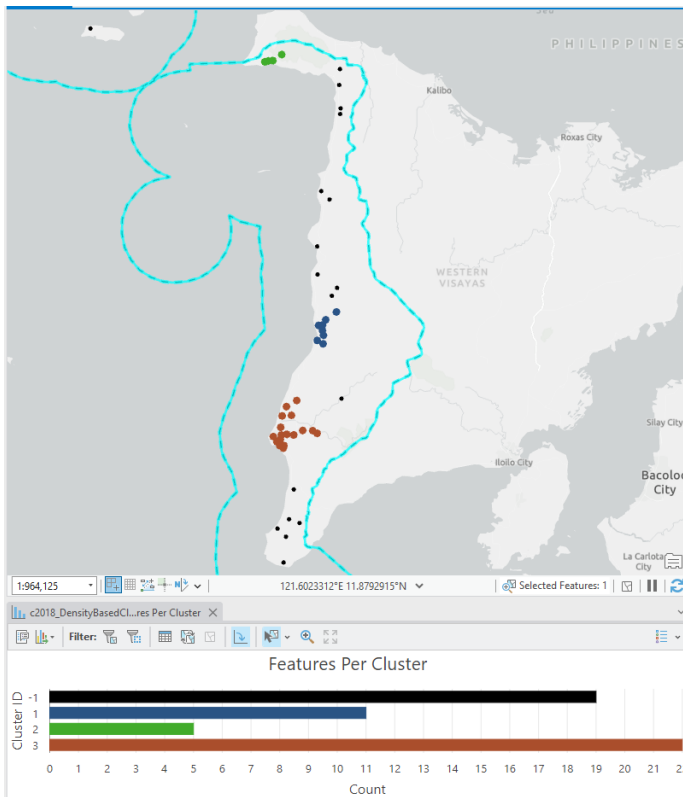 PHILIPPINES
Kalibo
Roxas City
WESTERN
VISAYAS
Silay City
Iloilo City
Bacolod
City
La Carlota
City
1:964,125
121.6023312°E 11.8792915°N
Selected Features: 1
c2018_DensityBasedCl...res Per Cluster
Filter:
Features Per Cluster
Cluster ID
-1
1
2
3
0 1 2 3 4 5 6 7 8 9 10 11 12 13 14 15 16 17 18 19 20 21
Count